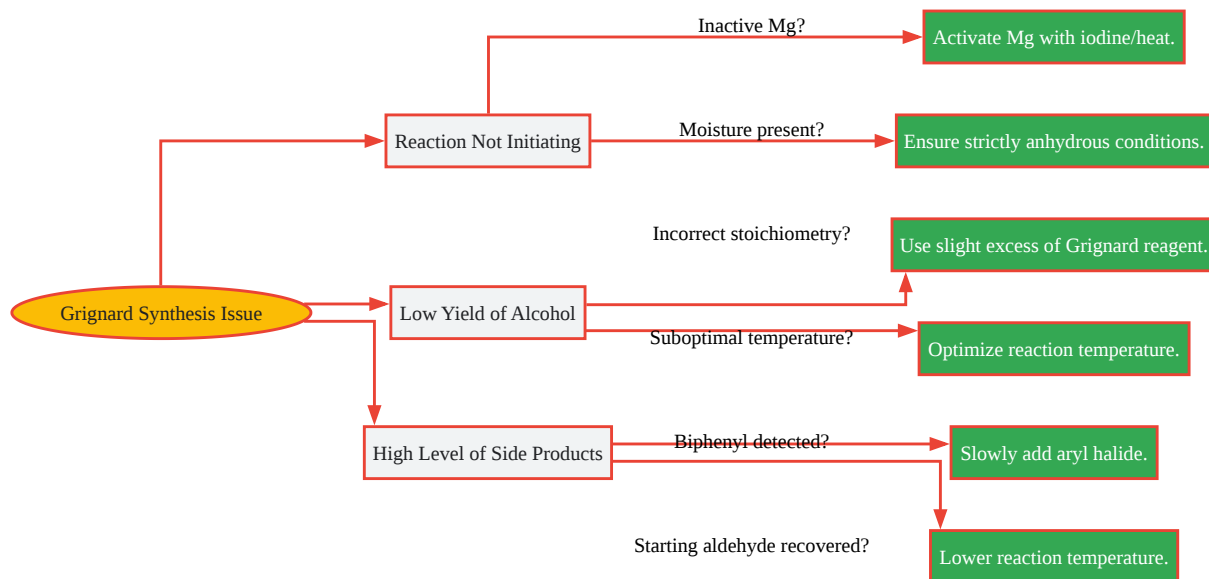 Inactive Mg?
Activate Mg with iodine/heat.
Reaction Not Initiating
Moisture present?
Ensure strictly anhydrous conditions.
Incorrect stoichiometry?
Use slight excess of Grignard reagent.
Grignard Synthesis Issue
Low Yield of Alcohol
Suboptimal temperature?
Optimize reaction temperature.
High Level of Side Products
Biphenyl detected?
Slowly add aryl halide.
Starting aldehyde recovered?
Lower reaction temperature.